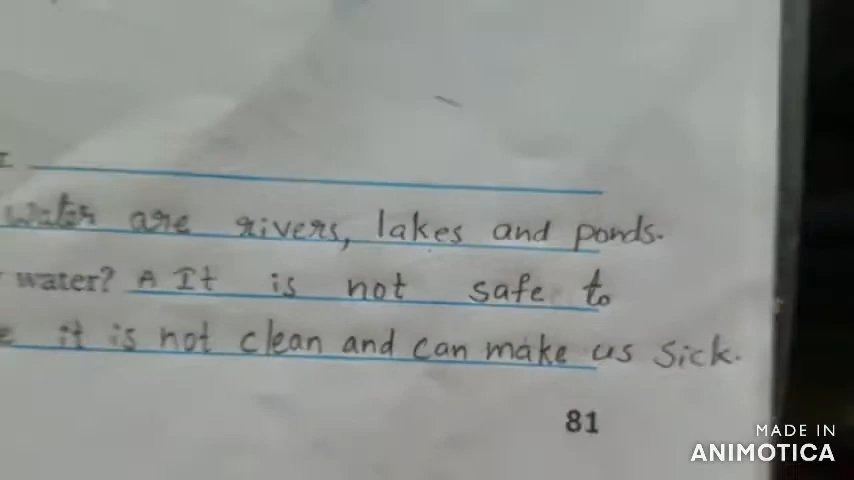 water are rivers, lakes and ponds.
water? A It is not safe to
it is not clean and can make us sick.
81
MADE IN
ANIMOTICA